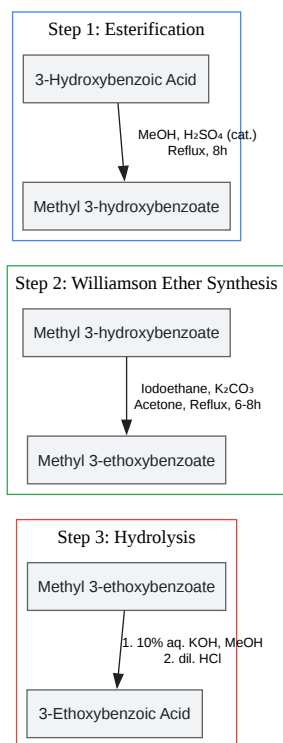 Step 1: Esterification
3-Hydroxybenzoic Acid
MeOH, H₂SO₄ (cat.)
Reflux, 8h
Methyl 3-hydroxybenzoate
Step 2: Williamson Ether Synthesis
Methyl 3-hydroxybenzoate
Iodoethane, K₂CO₃
Acetone, Reflux, 6-8h
Methyl 3-ethoxybenzoate
Step 3: Hydrolysis
Methyl 3-ethoxybenzoate
1. 10% aq. KOH, MeOH
2. dil. HCl
3-Ethoxybenzoic Acid